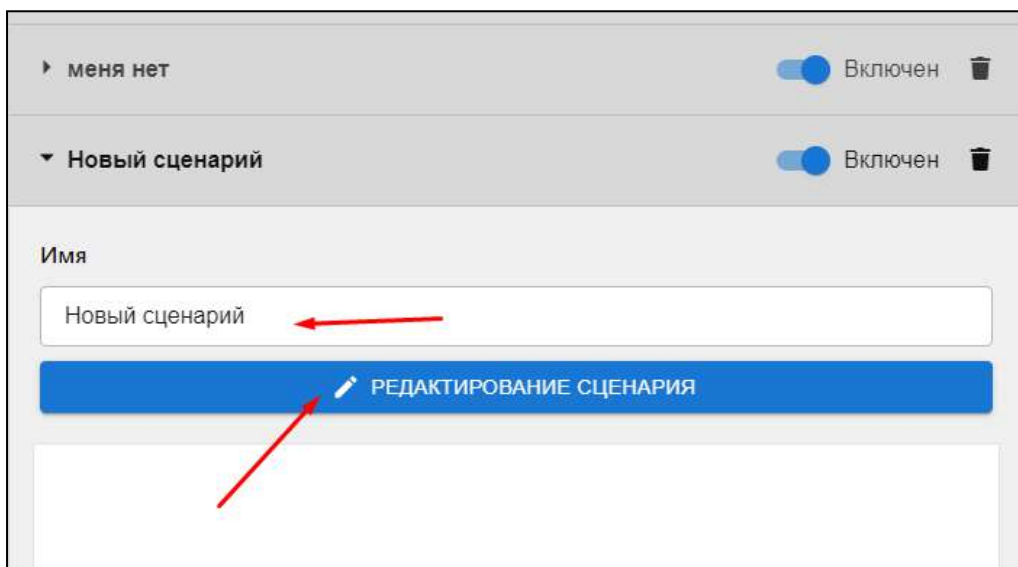 меня нет Включен
Новый сценарий Включен
Имя
Новый сценарий
РЕДАКТИРОВАНИЕ СЦЕНАРИЯ